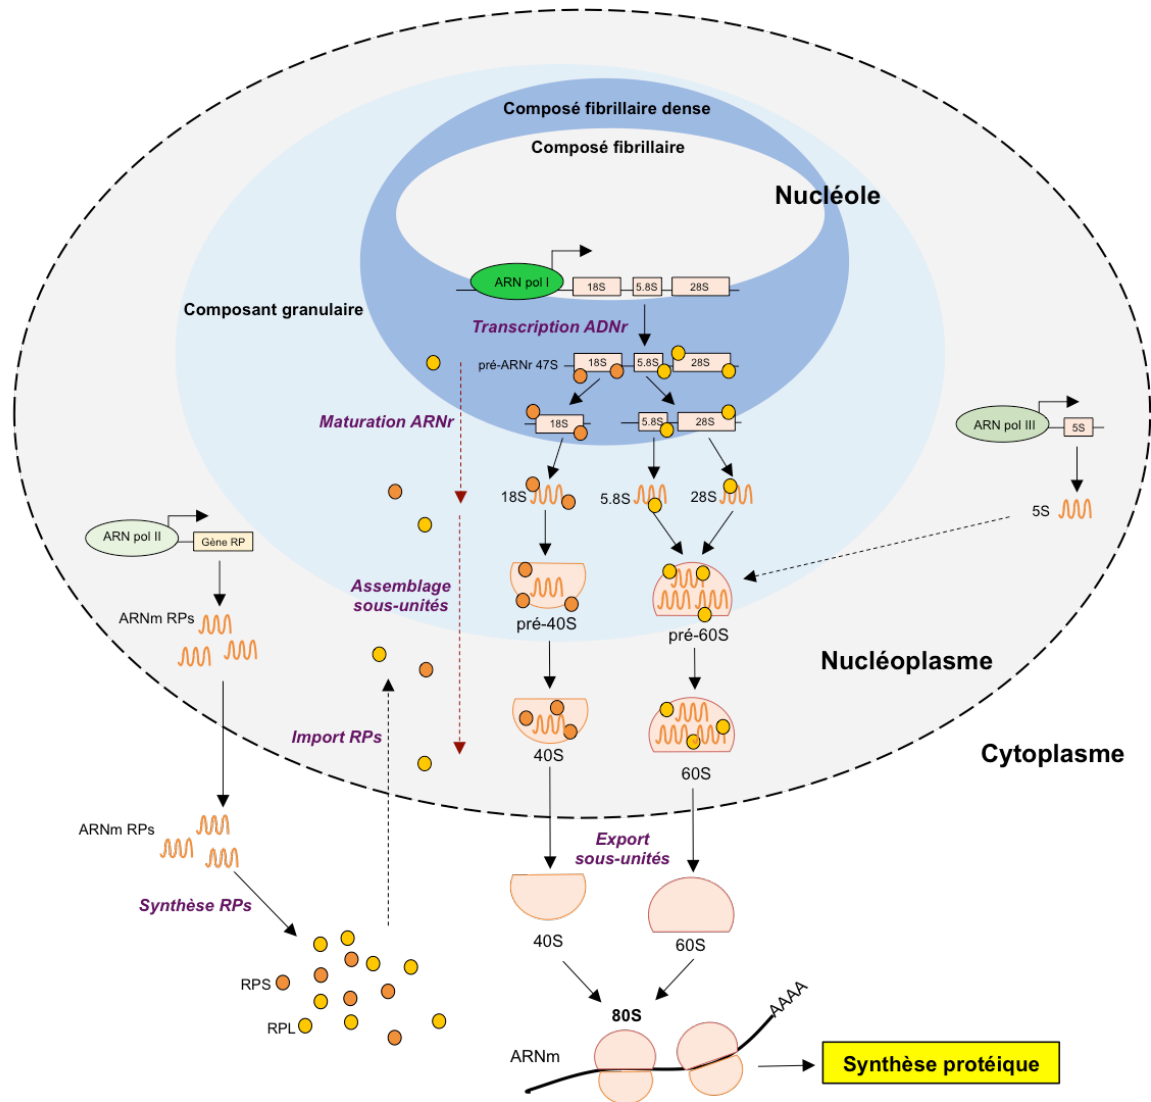 Composé fibrillaire dense
Composé fibrillaire
Nucléole
ARN pol I
18S
5.8S
28S
Composant granulaire
Transcription ADNr
pré-ARNr 47S
18S
5.8S
28S
Maturation ARNr
18S
5.8S
28S
ARN pol III
5S
18S
5.8S
28S
5S
ARN pol II
Gène RP
Assemblage
sous-unités
ARNm RPs
pré-40S
pré-60S
Nucléoplasme
Import RPs
40S
60S
Cytoplasme
ARNm RPs
Export
sous-unités
Synthèse RPs
40S
60S
RPS
RPL
80S
AAAA
ARNm
Synthèse protéique